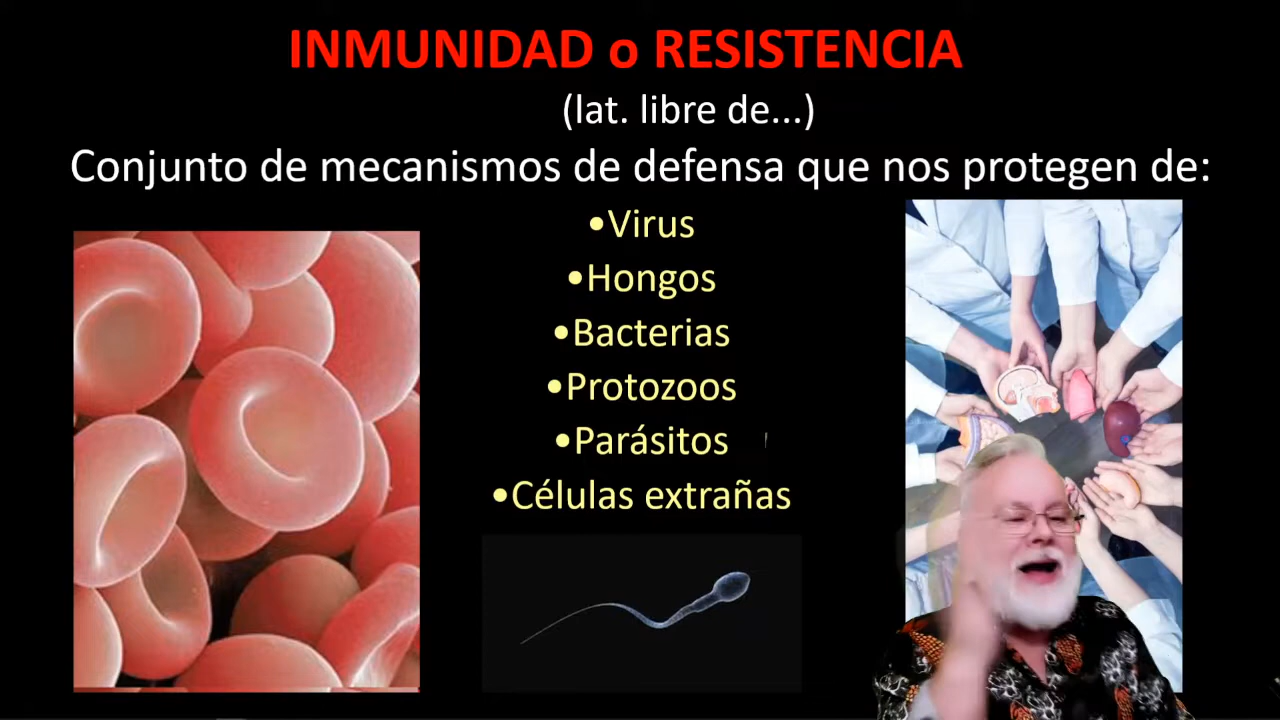 INMUNIDAD o RESISTENCIA
(lat. libre de...)
Conjunto de mecanismos de defensa que nos protegen de:
•Virus
•Hongos
•Bacterias
•Protozoos
•Parásitos
•Células extrañas